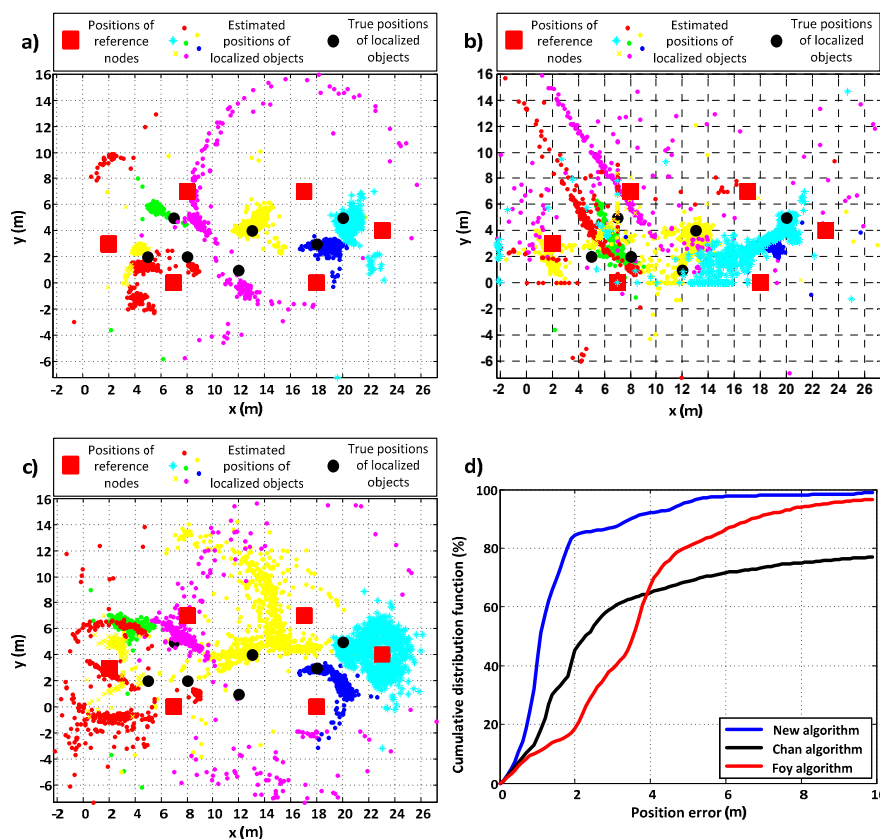 a)
Positions of reference nodes
Estimated positions of localized objects
True positions of localized objects
16
14
12
10
8
6
4
2
0
-2
-4
-6
y (m)
-2 0 2 4 6 8 10 12 14 16 18 20 22 24 26
x (m)
b)
Positions of reference nodes
Estimated positions of localized objects
True positions of localized objects
16
14
12
10
8
6
4
2
0
-2
-4
-6
y (m)
-2 0 2 4 6 8 10 12 14 16 18 20 22 24 26
x (m)
c)
Positions of reference nodes
Estimated positions of localized objects
True positions of localized objects
16
14
12
10
8
6
4
2
0
-2
-4
-6
y (m)
-2 0 2 4 6 8 10 12 14 16 18 20 22 24 26
x (m)
d)
100
80
60
40
20
0
Cumulative distribution function (%)
New algorithm
Chan algorithm
Foy algorithm
0 2 4 6 8 10
Position error (m)